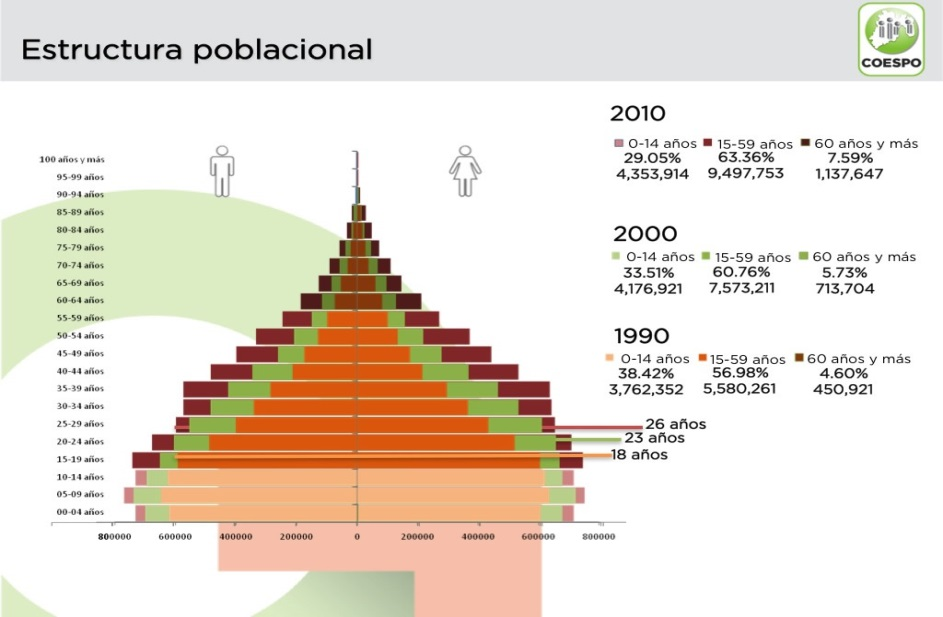 Estructura poblacional
COESPO
2010
0-14 años 15-59 años 60 años y más
29.05% 63.36% 7.59%
4,353,914 9,497,753 1,137,647
2000
0-14 años 15-59 años 60 años y más
33.51% 60.76% 5.73%
4,176,921 7,573,211 713,704
1990
0-14 años 15-59 años 60 años y más
38.42% 56.98% 4.60%
3,762,352 5,580,261 450,921
100 años y más
95-99 años
90-94 años
85-89 años
80-84 años
75-79 años
70-74 años
65-69 años
60-64 años
55-59 años
50-54 años
45-49 años
40-44 años
35-39 años
30-34 años
25-29 años
20-24 años
15-19 años
10-14 años
05-09 años
00-04 años
26 años
23 años
18 años
800000 600000 400000 200000 0 200000 400000 600000 800000